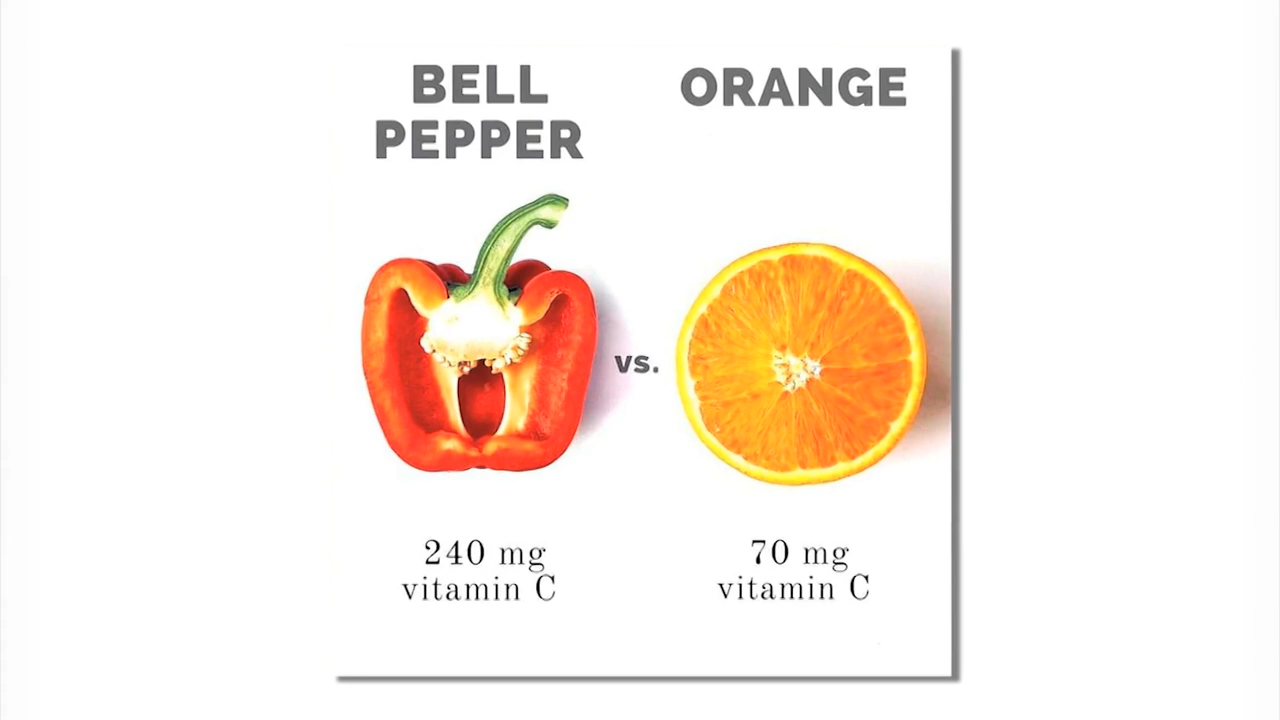 BELL
PEPPER
ORANGE
vs.
240 mg
vitamin C
70 mg
vitamin C